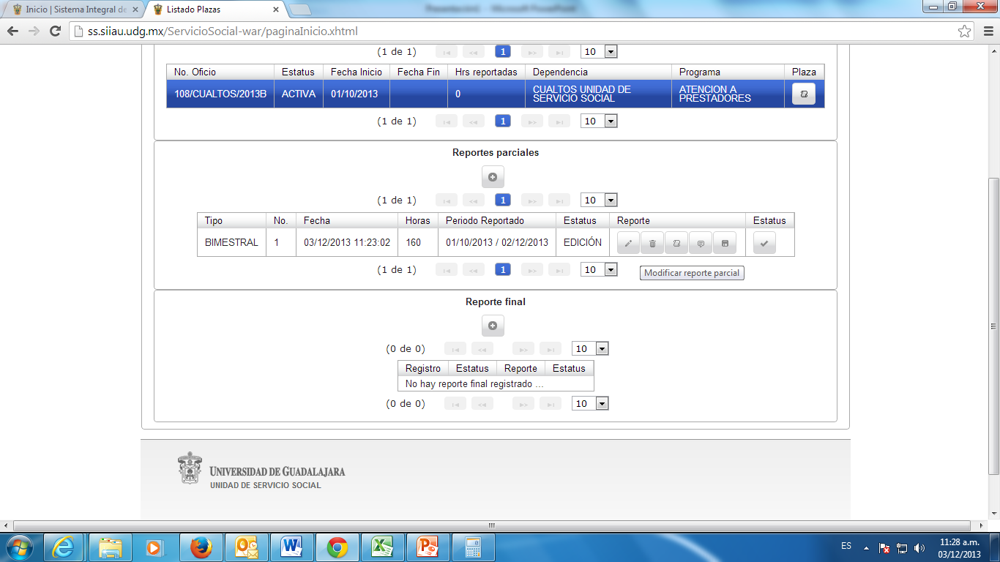 Inicio | Sistema Integral de
Listado Plazas
ss.siiau.udg.mx/ServicioSocial-war/paginaInicio.xhtml
(1 de 1) 1 10
No. Oficio Estatus Fecha Inicio Fecha Fin Hrs reportadas Dependencia Programa Plaza
108/CUALTOS/2013B ACTIVA 01/10/2013 0 CUALTOS UNIDAD DE SERVICIO SOCIAL ATENCION A PRESTADORES
(1 de 1) 1 10
Reportes parciales
(1 de 1) 1 10
Tipo No. Fecha Horas Periodo Reportado Estatus Reporte Estatus
BIMESTRAL 1 03/12/2013 11:23:02 160 01/10/2013 / 02/12/2013 EDICIÓN
(1 de 1) 1 10
Modificar reporte parcial
Reporte final
(0 de 0) 10
Registro Estatus Reporte Estatus
No hay reporte final registrado ...
(0 de 0) 10
UNIVERSIDAD DE GUADALAJARA
UNIDAD DE SERVICIO SOCIAL
ES
11:28 a.m.
03/12/2013